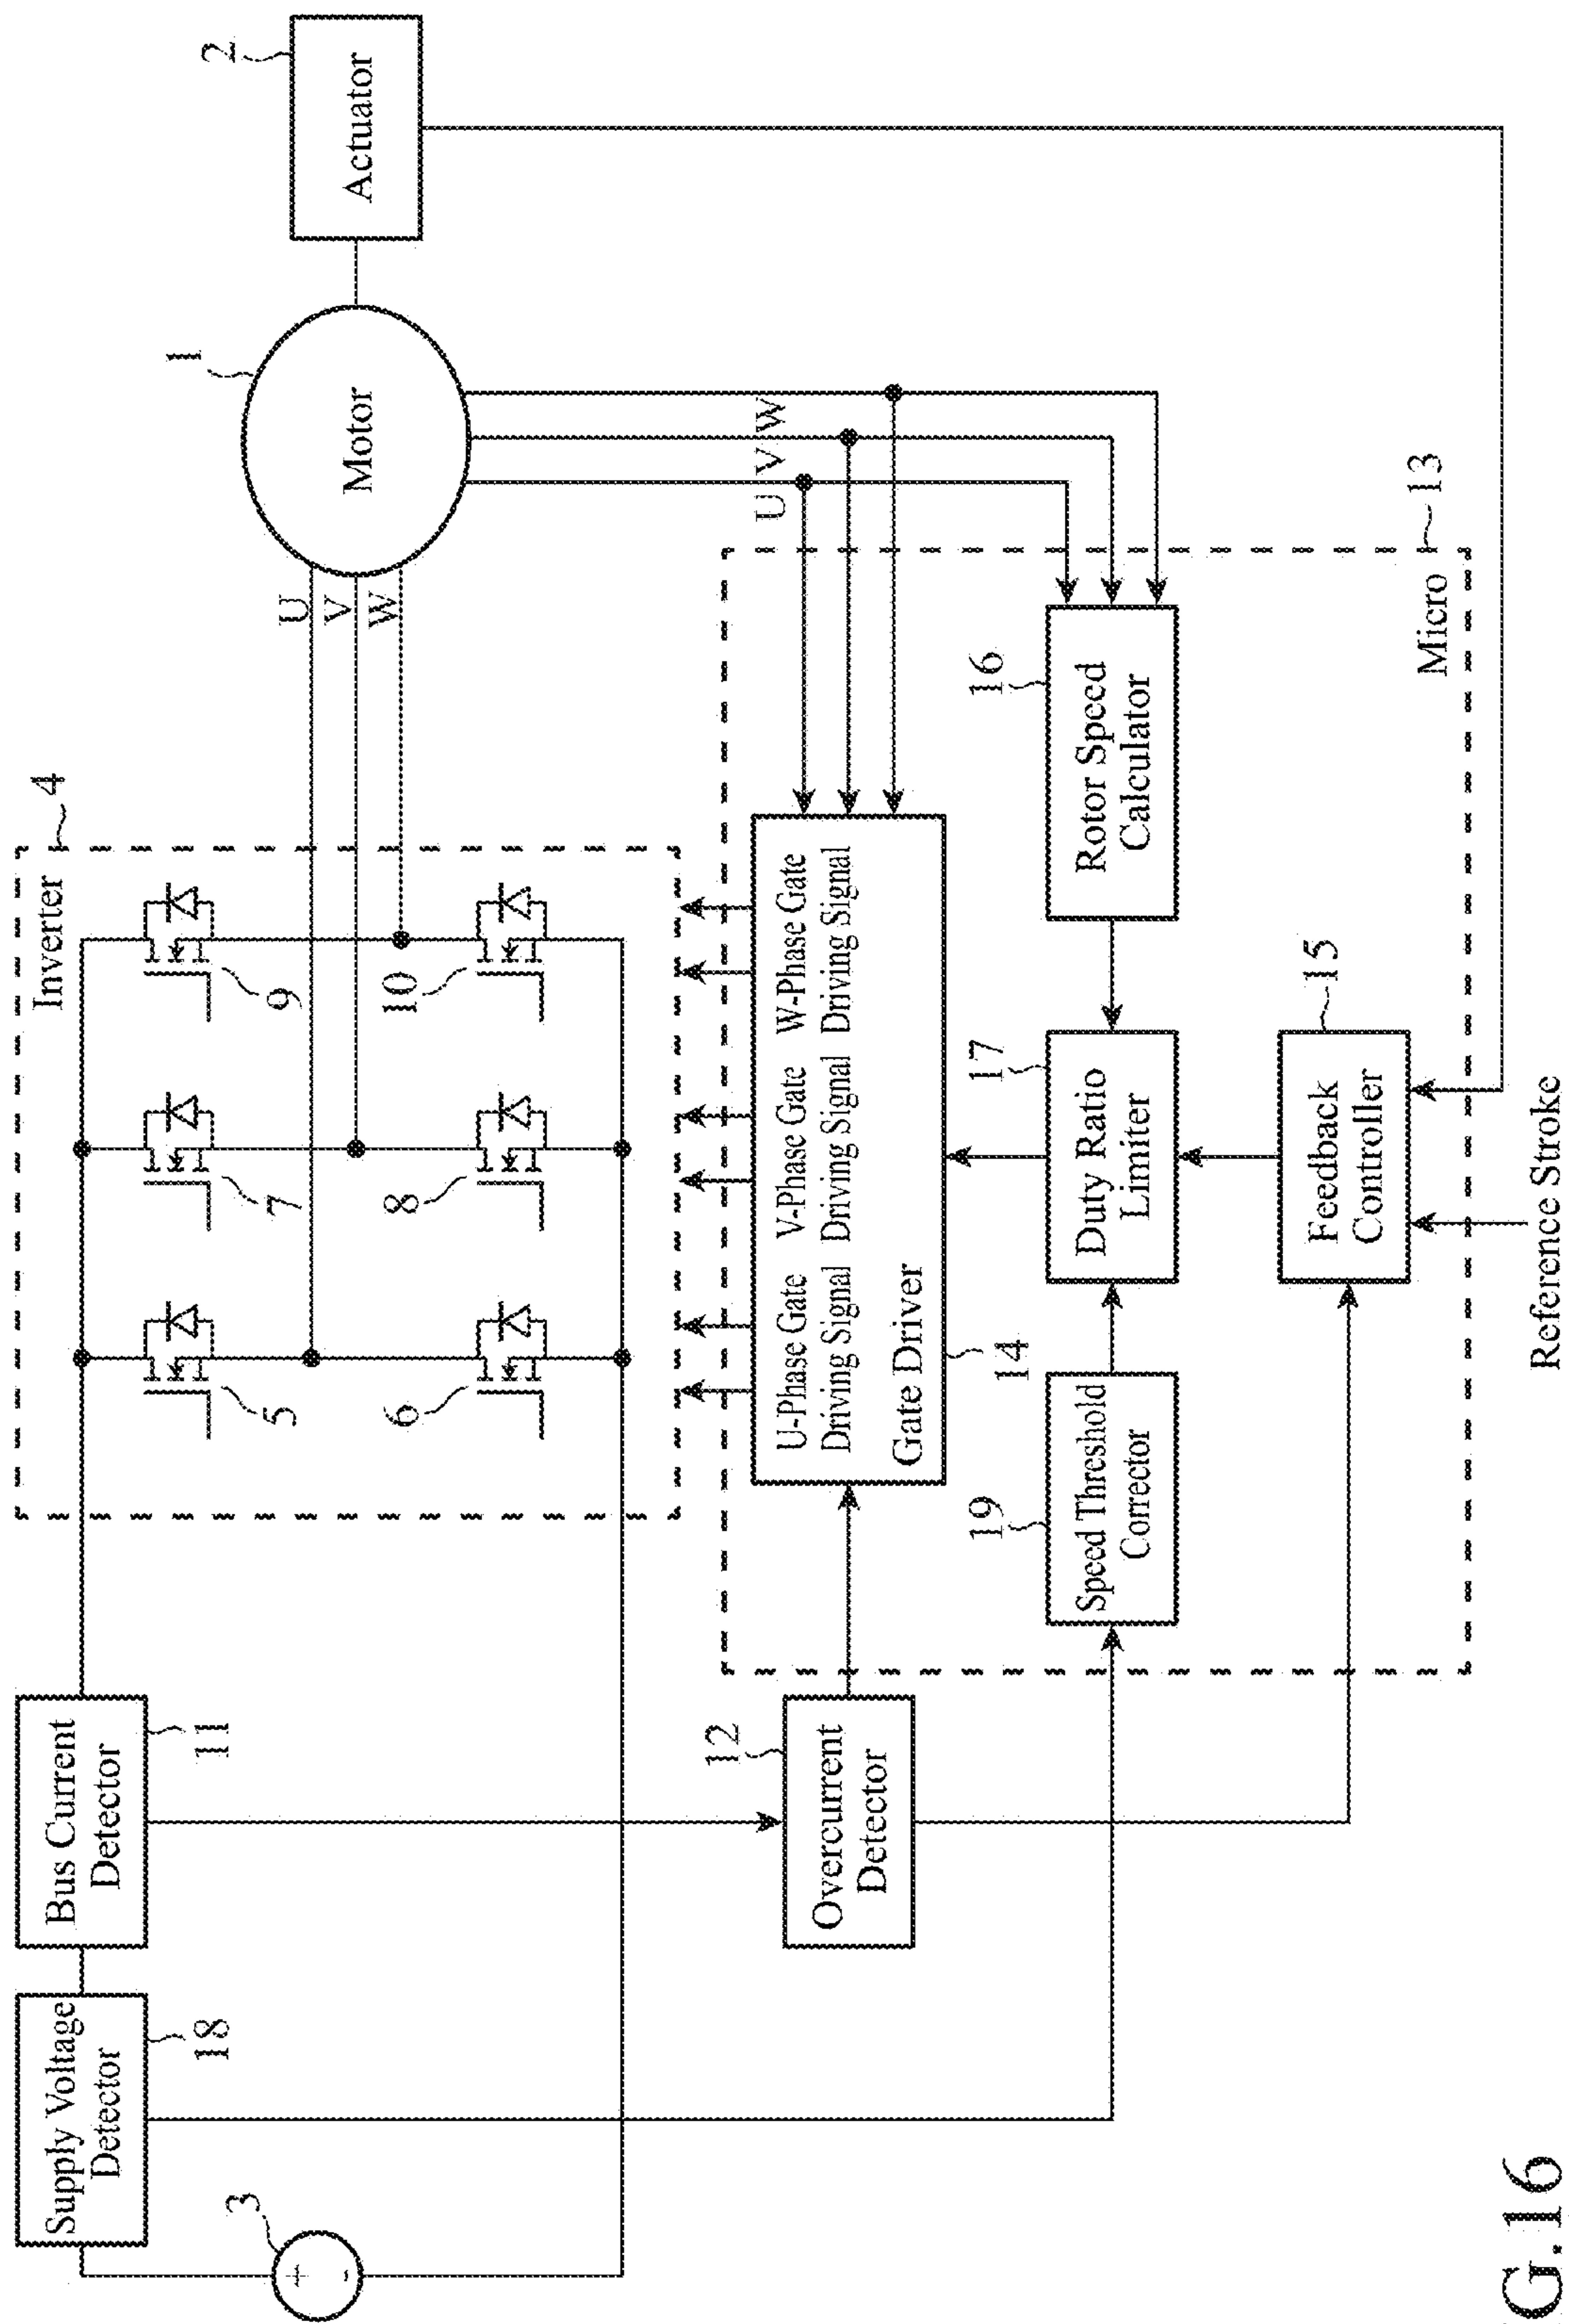 Supply Voltage
Detector
18
Bus Current
Detector
11
Inverter
4
3
+
-
5
7
9
6
8
10
U
V
W
1
Motor
2
Actuator
12
Overcurrent
Detector
U-Phase Gate
Driving Signal
V-Phase Gate
Driving Signal
W-Phase Gate
Driving Signal
Gate Driver
14
U
V
W
19
Speed Threshold
Corrector
17
Duty Ratio
Limiter
16
Rotor Speed
Calculator
15
Feedback
Controller
Micro
13
Reference Stroke
G.16